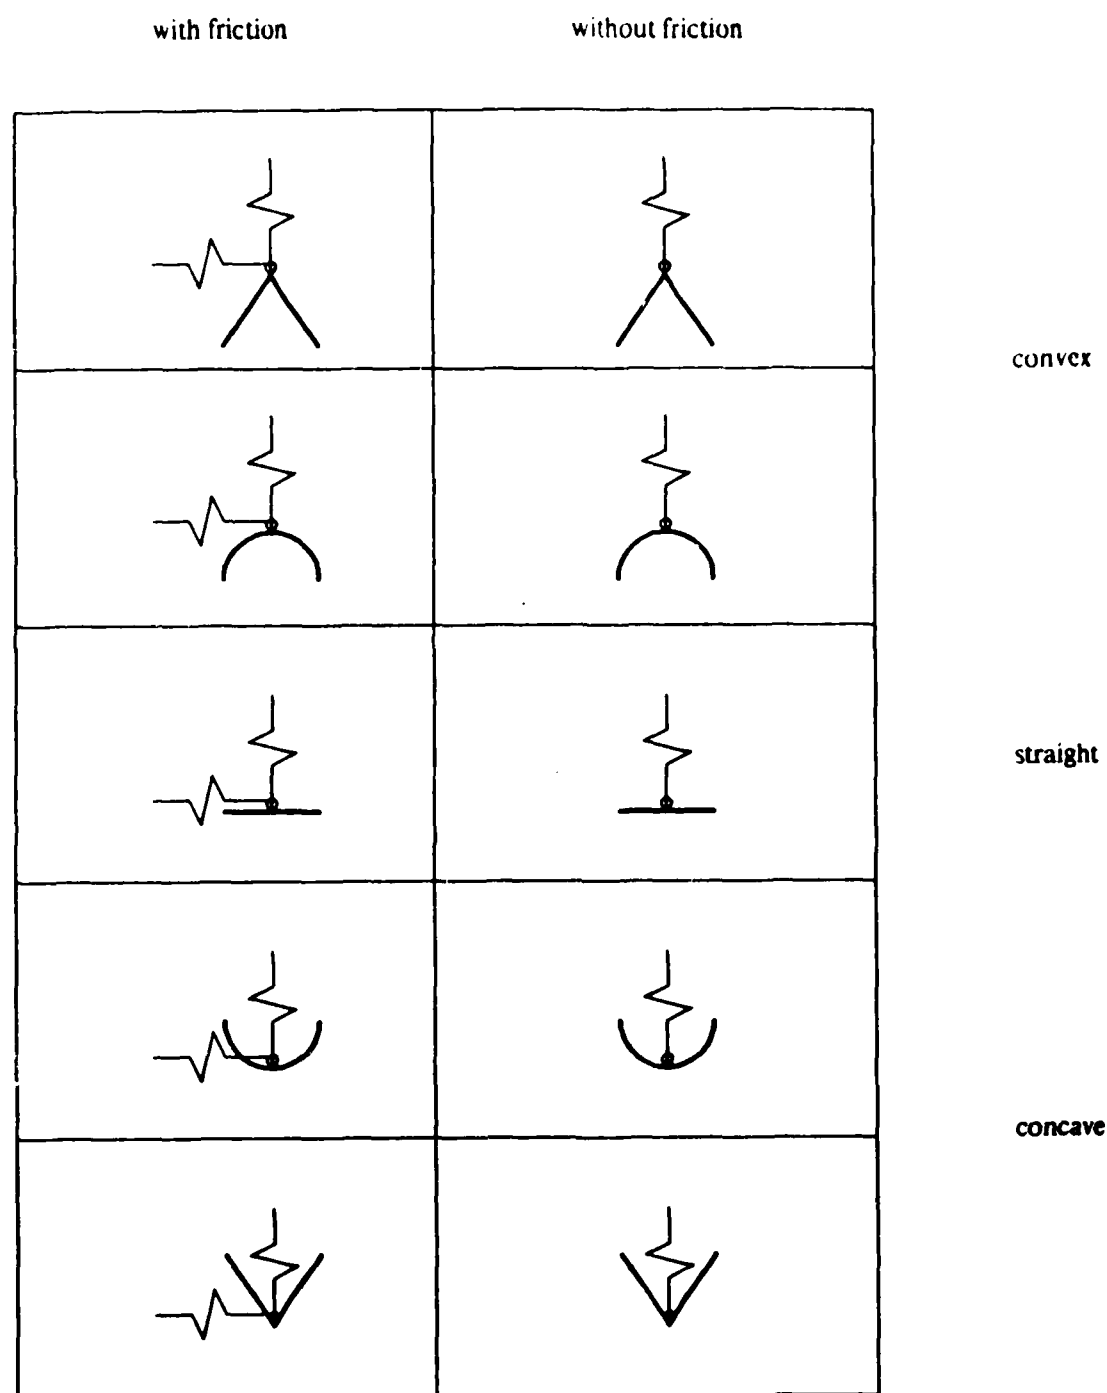 with friction
without friction
convex
straight
concave